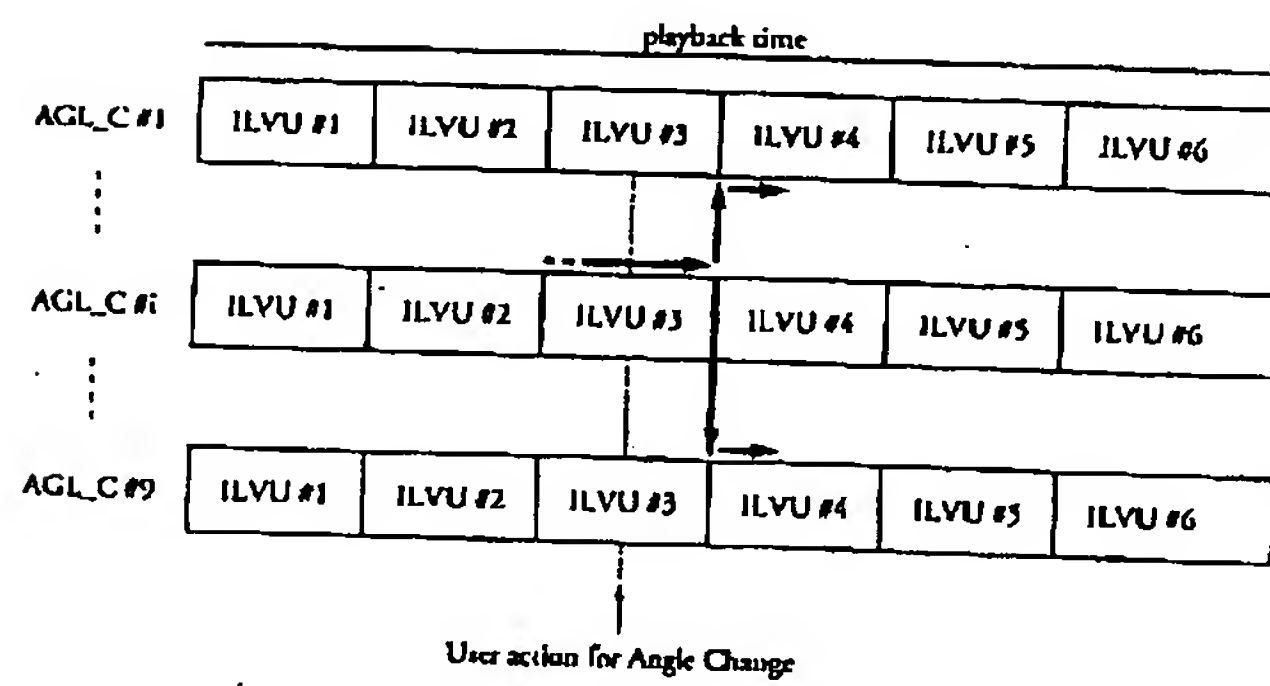 playback time
AGL_C #1 ILVU #1 ILVU #2 ILVU #3 ILVU #4 ILVU #5 ILVU #6
AGL_C #i ILVU #1 ILVU #2 ILVU #3 ILVU #4 ILVU #5 ILVU #6
AGL_C #9 ILVU #1 ILVU #2 ILVU #3 ILVU #4 ILVU #5 ILVU #6
User action for Angle Change